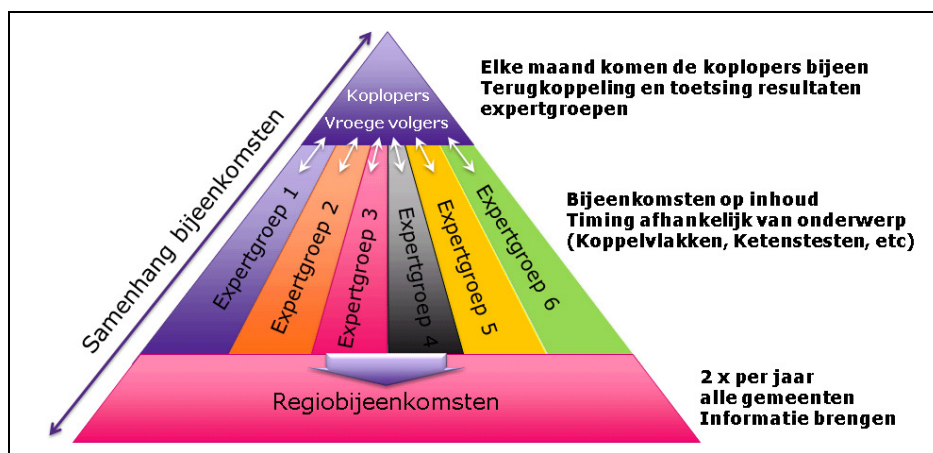 Samenhang bijeenkomsten
Koplopers
Vroege volgers
Elke maand komen de koplopers bijeen
Terugkoppeling en toetsing resultaten
expertgroepen
Expertgroep 1
Expertgroep 2
Expertgroep 3
Expertgroep 4
Expertgroep 5
Expertgroep 6
Bijeenkomsten op inhoud
Timing afhankelijk van onderwerp
(Koppelvlakken, Ketenstesten, etc)
Regiobijeenkomsten
2 x per jaar
alle gemeenten
Informatie brengen